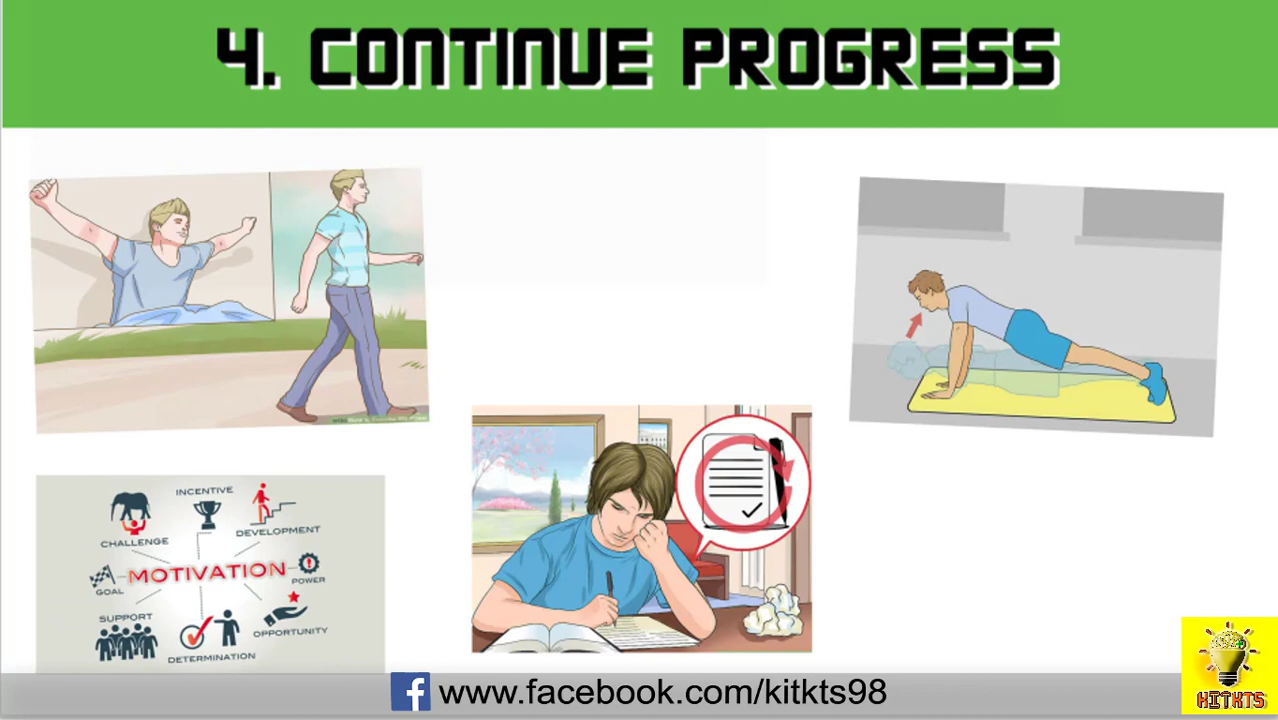 4. CONTINUE PROGRESS
INCENTIVE
CHALLENGE
DEVELOPMENT
MOTIVATION
GOAL
POWER
SUPPORT
OPPORTUNITY
DETERMINATION
www.facebook.com/kitkts98
KITKTS